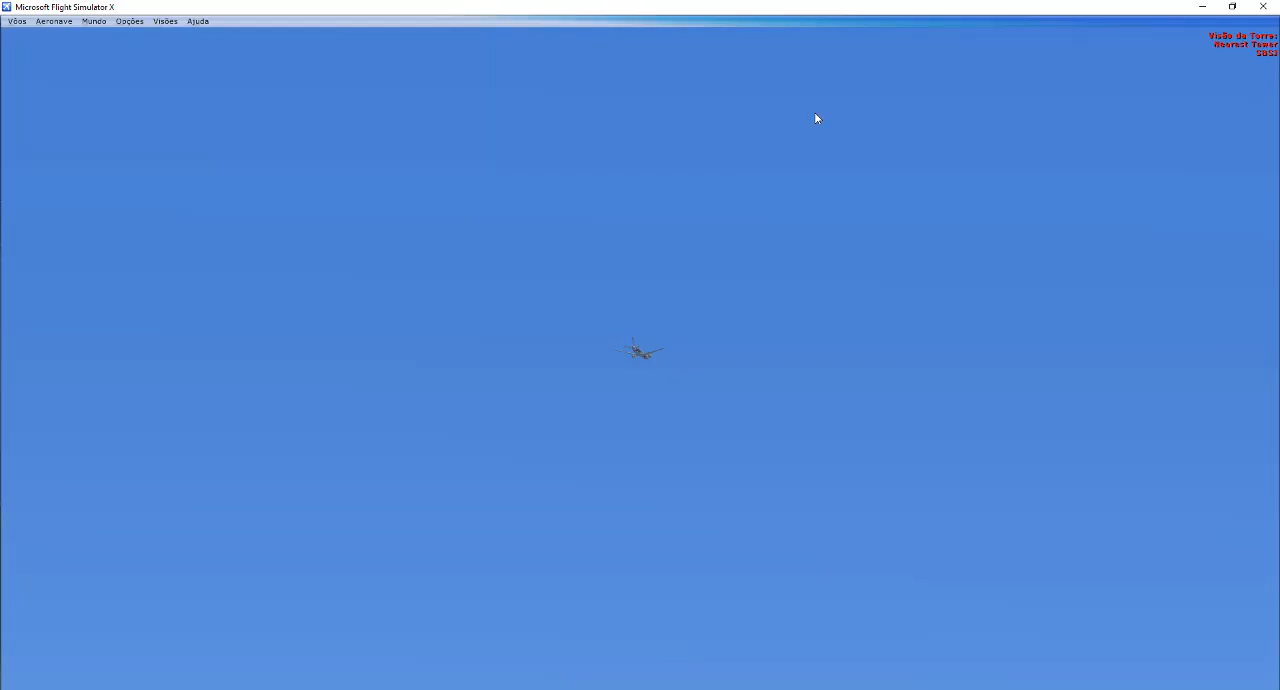 Microsoft Flight Simulator X
Vôos Aeronave Mundo Opções Visões Ajuda
Visão da Torre:
Nearest Tower